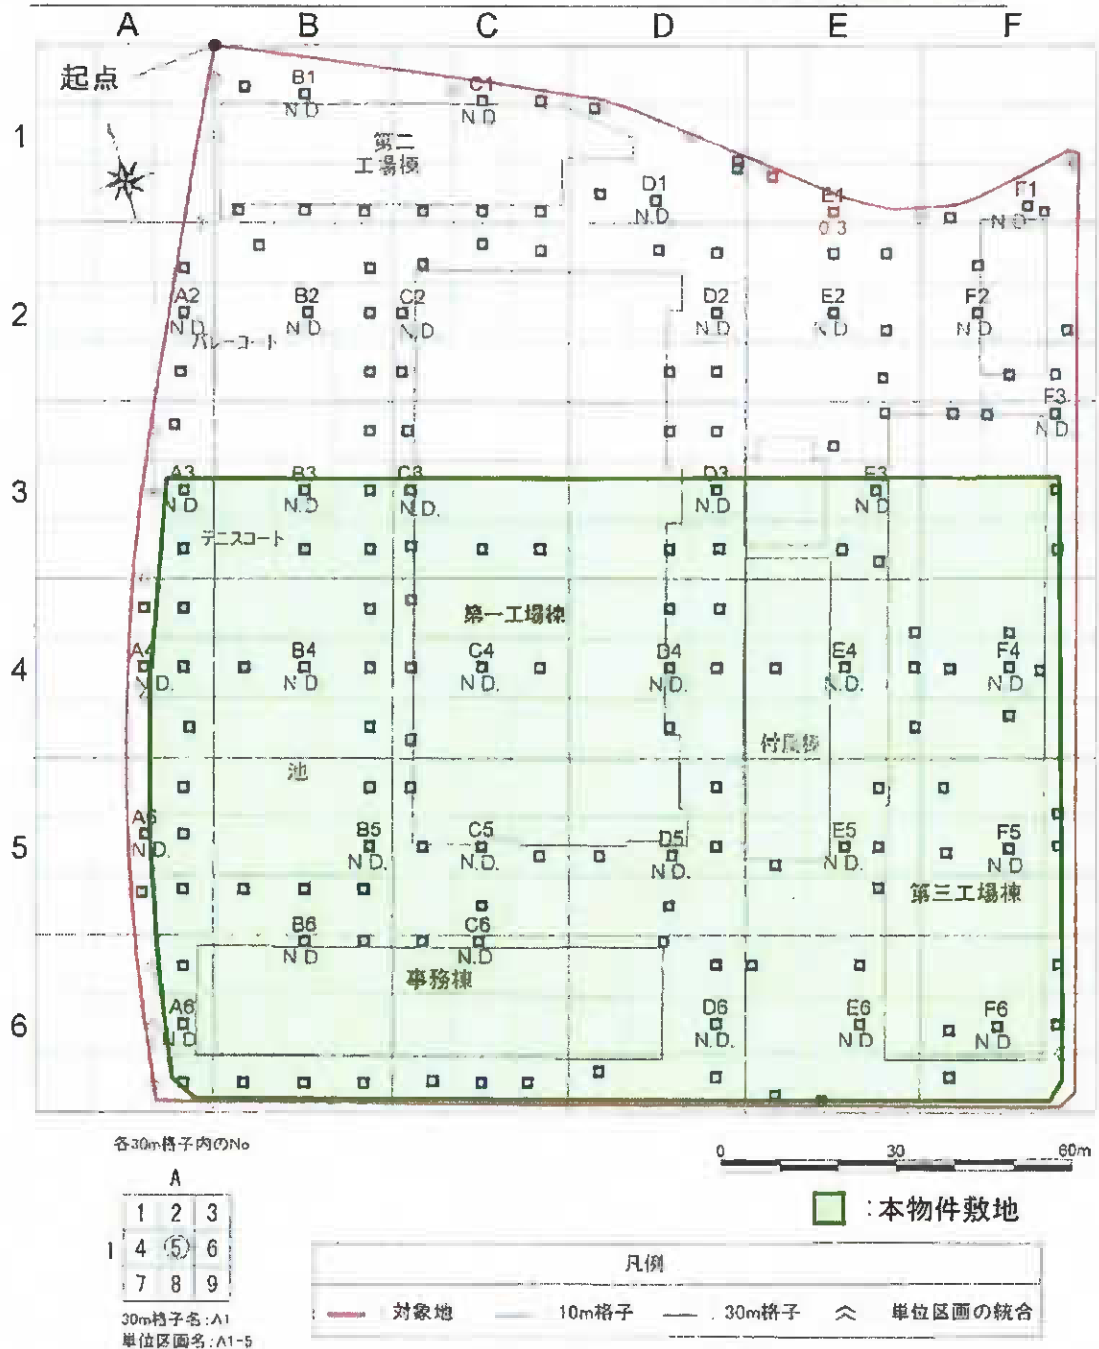 A B C D E F
起点
1
2
3
4
5
6
B1
N.D
C1
N.D
第二
工場棟
D1
N.D
E1
0.3
F1
N.D
A2
N.D
B2
N.D
C2
N.D
D2
N.D
E2
N.D
F2
N.D
バレーコート
F3
N.D
A3
N.D
B3
N.D
C3
N.D.
D3
N.D
E3
N.D
テニスコート
第一工場棟
A4
N.D.
B4
N.D
C4
N.D.
D4
N.D.
E4
N.D.
F4
N.D
池
付属棟
N.D.
B5
N.D.
C5
N.D.
D5
N.D.
E5
N.D.
F5
N.D
第三工場棟
B6
N.D
C6
N.D
事務棟
A6
N.D
D6
N.D.
E6
N.D
F6
N.D
各30m格子内のNo
A
1 2 3
1 4 ⑤ 6
7 8 9
30m格子名:A1
単位区画名:A1-5
0 30 60m
:本物件敷地
凡例
対象地 10m格子 30m格子 単位区画の統合